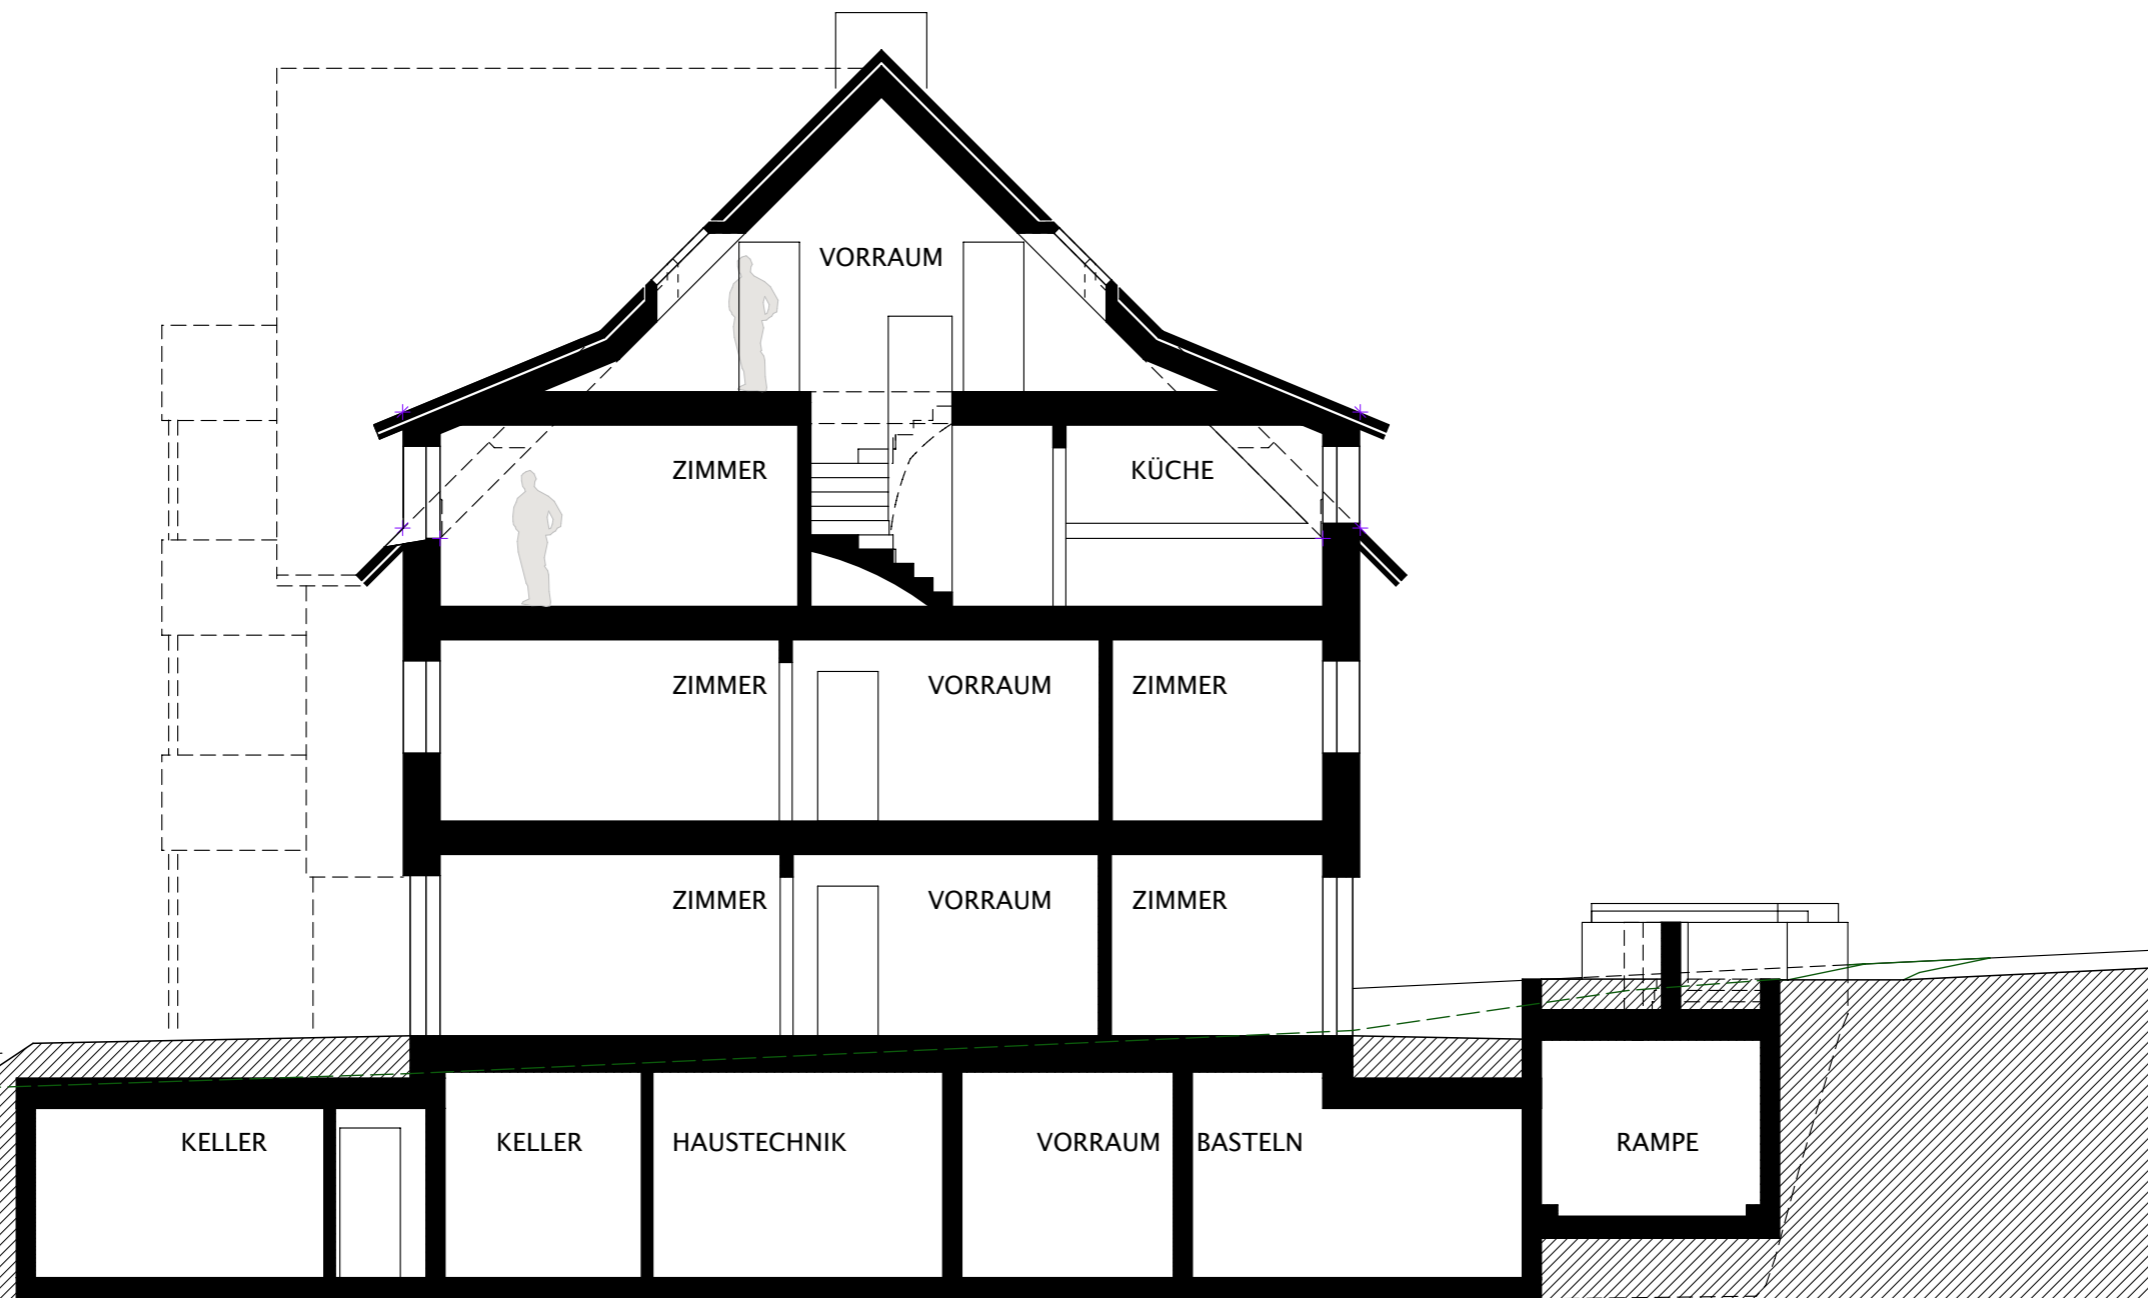 VORRAUM
ZIMMER
KÜCHE
ZIMMER
VORRAUM
ZIMMER
ZIMMER
VORRAUM
ZIMMER
KELLER
KELLER
HAUSTECHNIK
VORRAUM
BASTELN
RAMPE